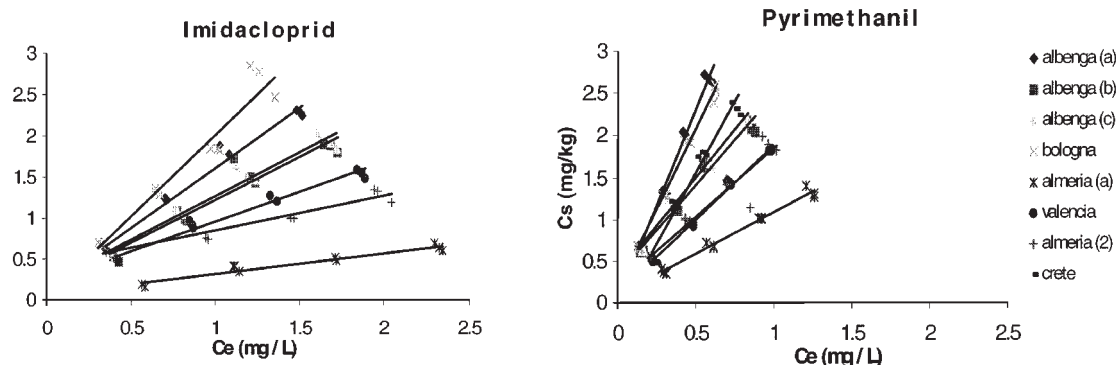 Imidacloprid
3
2.5
2
1.5
1
0.5
0
0 0.5 1 1.5 2 2.5
Ce (mg/L)
Pyrimethanil
Cs (mg/kg)
3
2.5
2
1.5
1
0.5
0
0 0.5 1 1.5 2 2.5
Ce (mg/L)
albenga (a)
albenga (b)
albenga (c)
bologna
almeria (a)
valencia
almeria (2)
crete